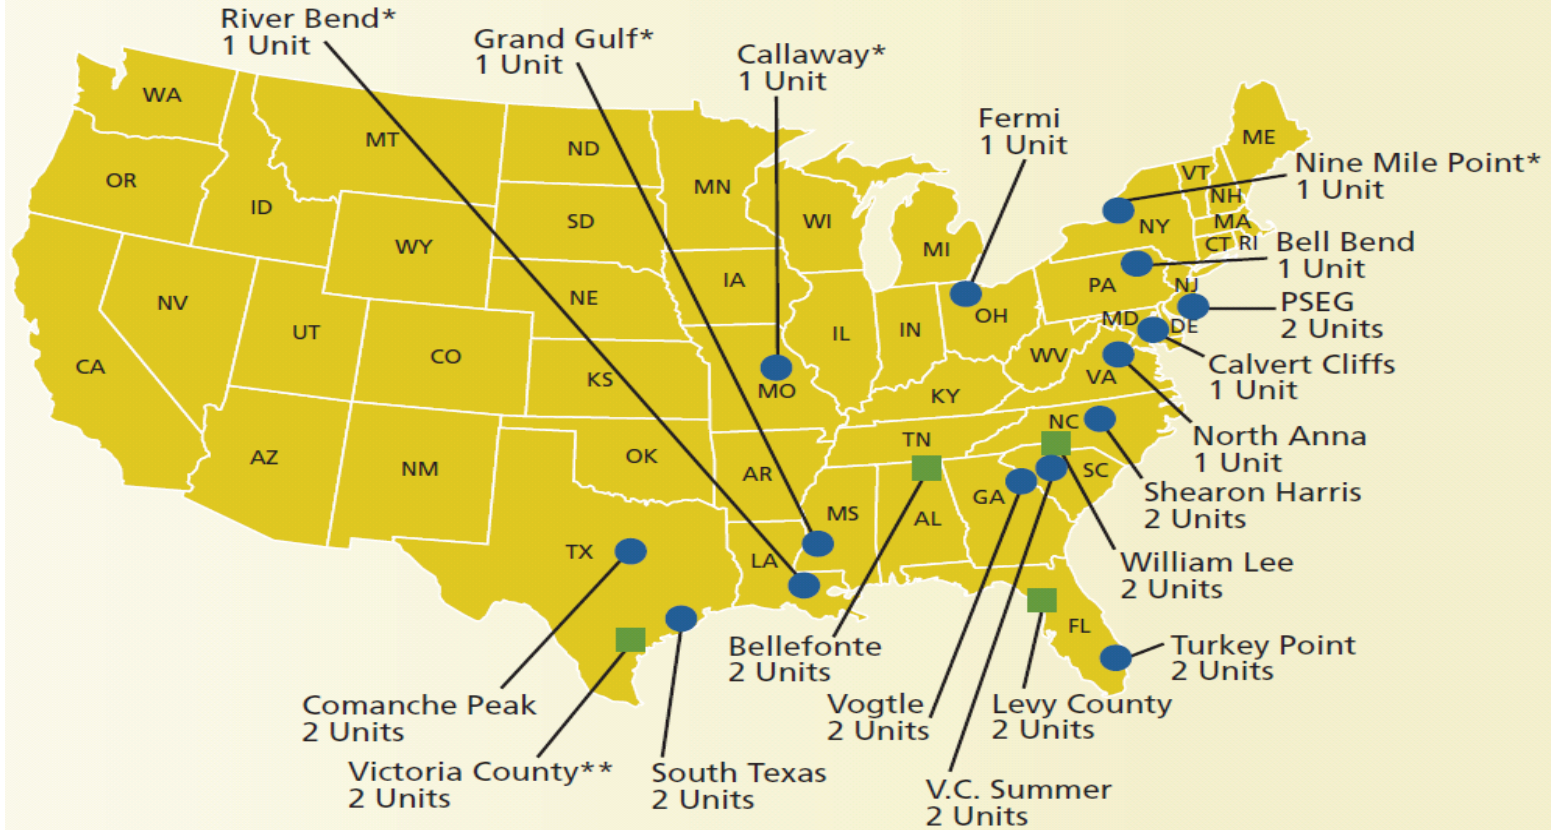 River Bend*
1 Unit
Grand Gulf*
1 Unit
Callaway*
1 Unit
Fermi
1 Unit
Nine Mile Point*
1 Unit
Bell Bend
1 Unit
PSEG
2 Units
Calvert Cliffs
1 Unit
North Anna
1 Unit
Shearon Harris
2 Units
William Lee
2 Units
Turkey Point
2 Units
Levy County
2 Units
V.C. Summer
2 Units
Vogtle
2 Units
Bellefonte
2 Units
South Texas
2 Units
Victoria County**
2 Units
Comanche Peak
2 Units
WA
MT
ND
MN
OR
ID
SD
WI
MI
ME
VT
NH
NY
MA
CT
RI
WY
IA
NE
NV
UT
CO
IL
IN
OH
PA
NJ
MD
DE
CA
KS
MO
WV
VA
KY
NC
TN
AZ
NM
OK
AR
SC
GA
MS
AL
TX
LA
FL